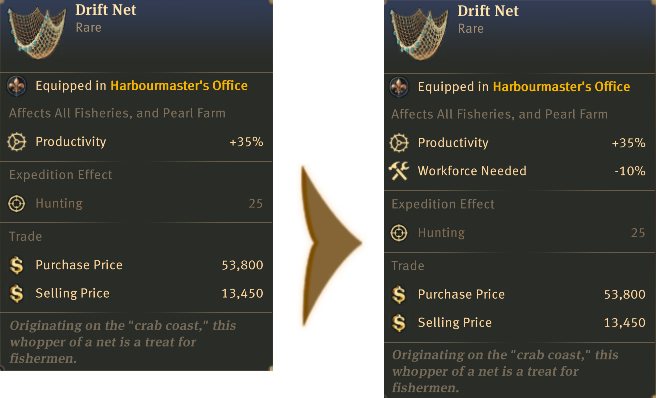 Drift Net
Rare
Equipped in Harbourmaster's Office
Affects All Fisheries, and Pearl Farm
Productivity +35%
Expedition Effect
Hunting 25
Trade
Purchase Price 53,800
Selling Price 13,450
Originating on the "crab coast," this
whopper of a net is a treat for
fishermen.
Drift Net
Rare
Equipped in Harbourmaster's Office
Affects All Fisheries, and Pearl Farm
Productivity +35%
Workforce Needed -10%
Expedition Effect
Hunting 25
Trade
Purchase Price 53,800
Selling Price 13,450
Originating on the "crab coast," this
whopper of a net is a treat for
fishermen.